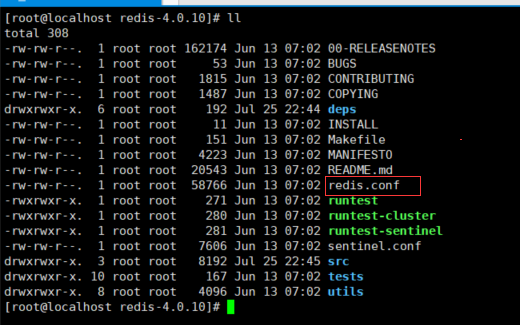 [root@localhost redis-4.0.10]# ll
total 308
-rw-rw-r--. 1 root root 162174 Jun 13 07:02 00-RELEASENOTES
-rw-rw-r--. 1 root root 53 Jun 13 07:02 BUGS
-rw-rw-r--. 1 root root 1815 Jun 13 07:02 CONTRIBUTING
-rw-rw-r--. 1 root root 1487 Jun 13 07:02 COPYING
drwxrwxr-x. 6 root root 192 Jul 25 22:44 deps
-rw-rw-r--. 1 root root 11 Jun 13 07:02 INSTALL
-rw-rw-r--. 1 root root 151 Jun 13 07:02 Makefile
-rw-rw-r--. 1 root root 4223 Jun 13 07:02 MANIFESTO
-rw-rw-r--. 1 root root 20543 Jun 13 07:02 README.md
-rw-rw-r--. 1 root root 58766 Jun 13 07:02 redis.conf
-rwxrwxr-x. 1 root root 271 Jun 13 07:02 runtest
-rwxrwxr-x. 1 root root 280 Jun 13 07:02 runtest-cluster
-rwxrwxr-x. 1 root root 281 Jun 13 07:02 runtest-sentinel
-rw-rw-r--. 1 root root 7606 Jun 13 07:02 sentinel.conf
drwxrwxr-x. 3 root root 8192 Jul 25 22:45 src
drwxrwxr-x. 10 root root 167 Jun 13 07:02 tests
drwxrwxr-x. 8 root root 4096 Jun 13 07:02 utils
[root@localhost redis-4.0.10]#